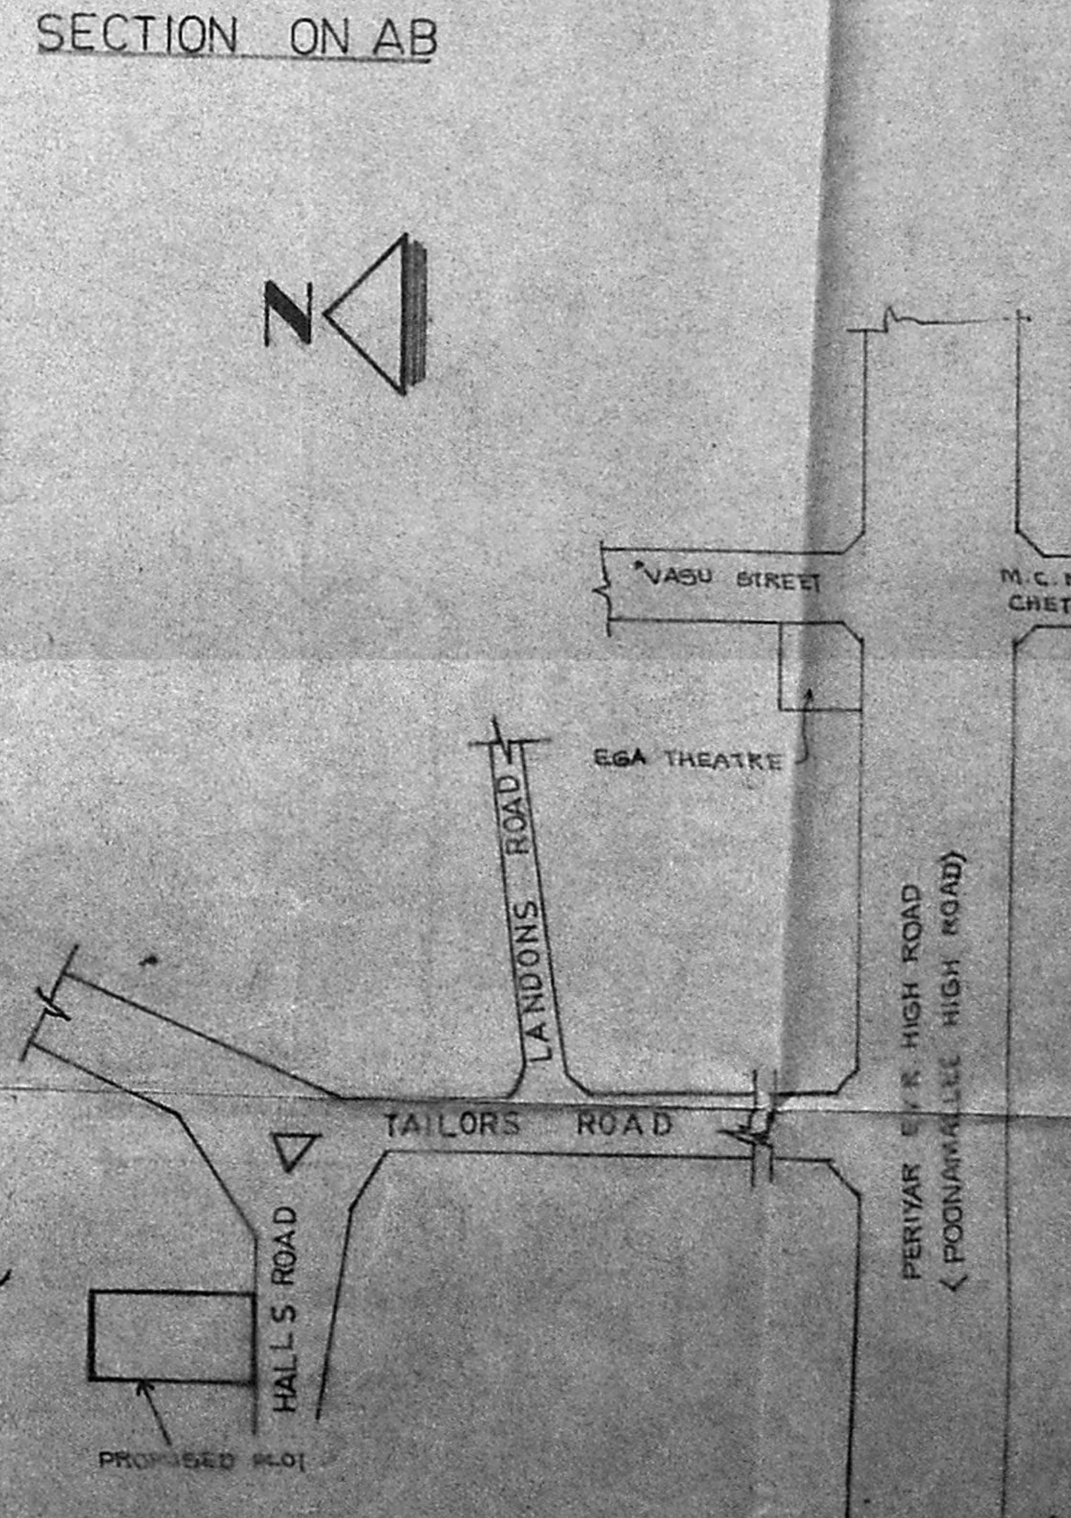 SECTION ON AB
N
VASU STREET
M.C.
CHET
EGA THEATRE
LANDONS ROAD
TAILORS ROAD
HALLS ROAD
PERIYAR E.V.R HIGH ROAD
(POONAMALLEE HIGH ROAD)
PROPOSED PLOT